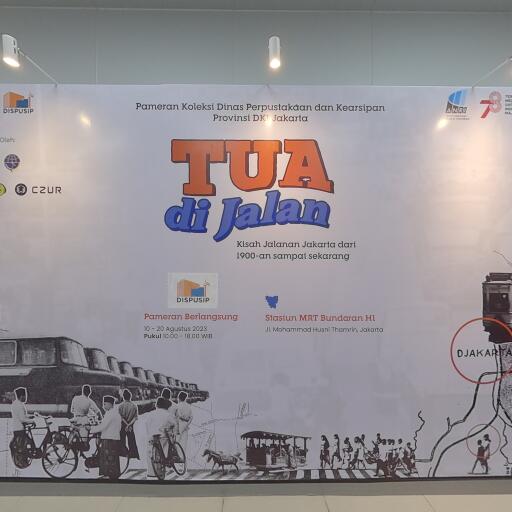 DISPUSIP
Pameran Koleksi Dinas Perpustakaan dan Kearsipan
Provinsi DKI Jakarta
78
Oleh:
CZUR
TUA
di Jalan
Kisah Jalanan Jakarta dari
1900-an sampai sekarang
DISPUSIP
Pameran Berlangsung
10 - 20 Agustus 2023
Pukul 10.00 - 18.00 WIB
Stasiun MRT Bundaran HI
Jl. Mohammad Husni Thamrin, Jakarta
DJAKARTA